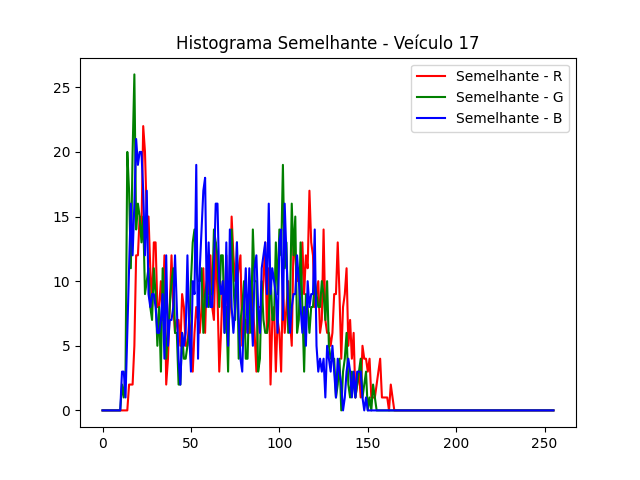 Histograma Semelhante - Veículo 17
Semelhante - R
Semelhante - G
Semelhante - B
25
20
15
10
5
0
0 50 100 150 200 250